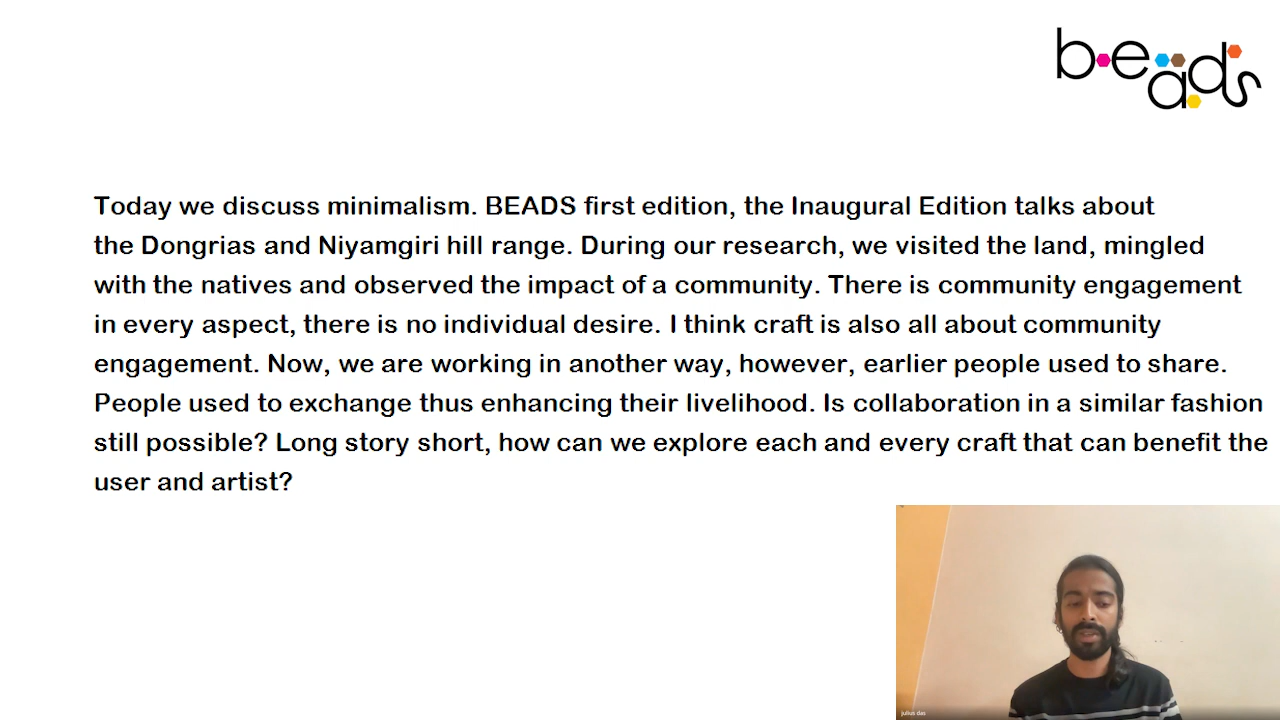 beads
Today we discuss minimalism. BEADS first edition, the Inaugural Edition talks about
the Dongrias and Niyamgiri hill range. During our research, we visited the land, mingled
with the natives and observed the impact of a community. There is community engagement
in every aspect, there is no individual desire. I think craft is also all about community
engagement. Now, we are working in another way, however, earlier people used to share.
People used to exchange thus enhancing their livelihood. Is collaboration in a similar fashion
still possible? Long story short, how can we explore each and every craft that can benefit the
user and artist?
julius das